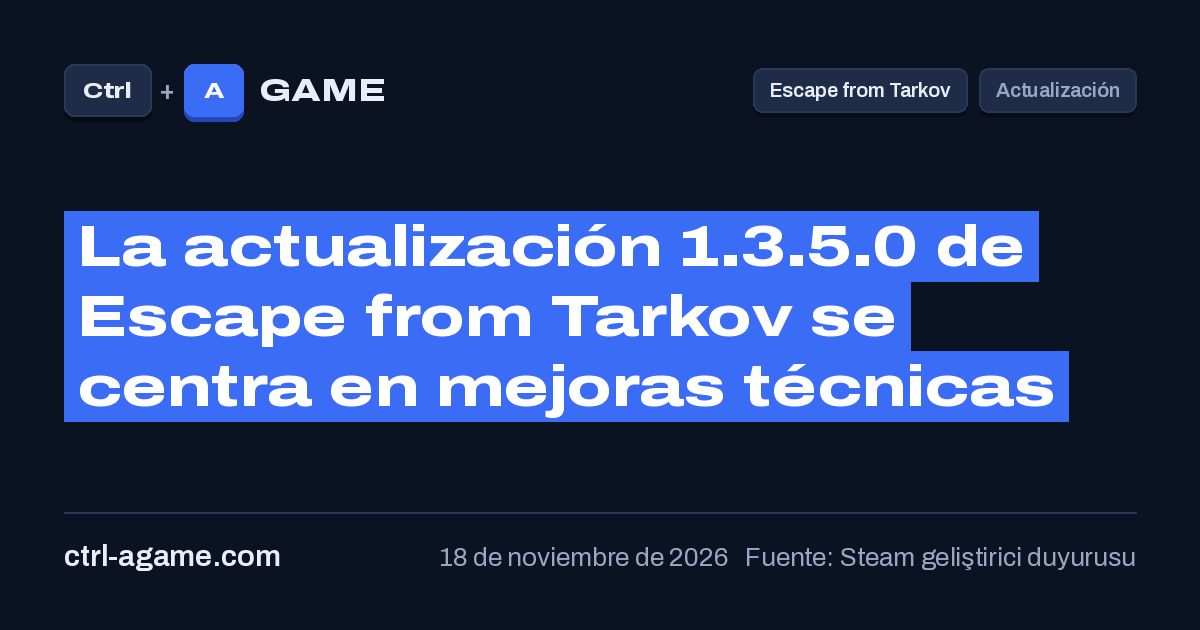 Ctrl + A GAME
Escape from Tarkov
Actualización
La actualización 1.3.5.0 de
Escape from Tarkov se
centra en mejoras técnicas
ctrl-agame.com
18 de noviembre de 2026 Fuente: Steam geliştirici duyurusu